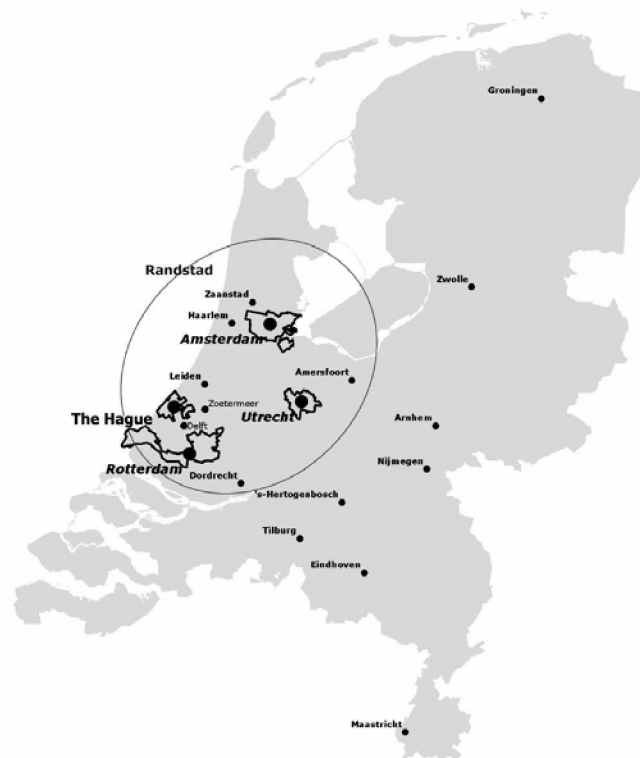 Groningen
Randstad
Zwolle
Zaanstad
Haarlem
Amsterdam
Leiden
Amersfoort
Zoetermeer
The Hague
Utrecht
Delft
Arnhem
Rotterdam
Nijmegen
Dordrecht
's-Hertogenbosch
Tilburg
Eindhoven
Maastricht